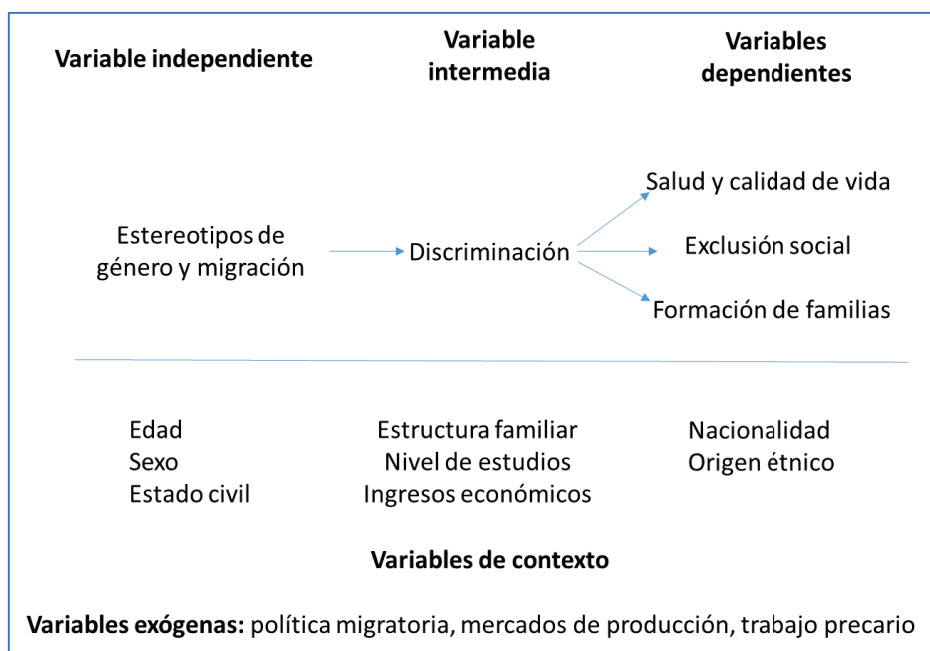 Variable independiente
Variable
intermedia
Variables
dependientes
Estereotipos de
género y migración
Discriminación
Salud y calidad de vida
Exclusión social
Formación de familias
Edad
Sexo
Estado civil
Estructura familiar
Nivel de estudios
Ingresos económicos
Nacionalidad
Origen étnico
Variables de contexto
Variables exógenas: política migratoria, mercados de producción, trabajo precario